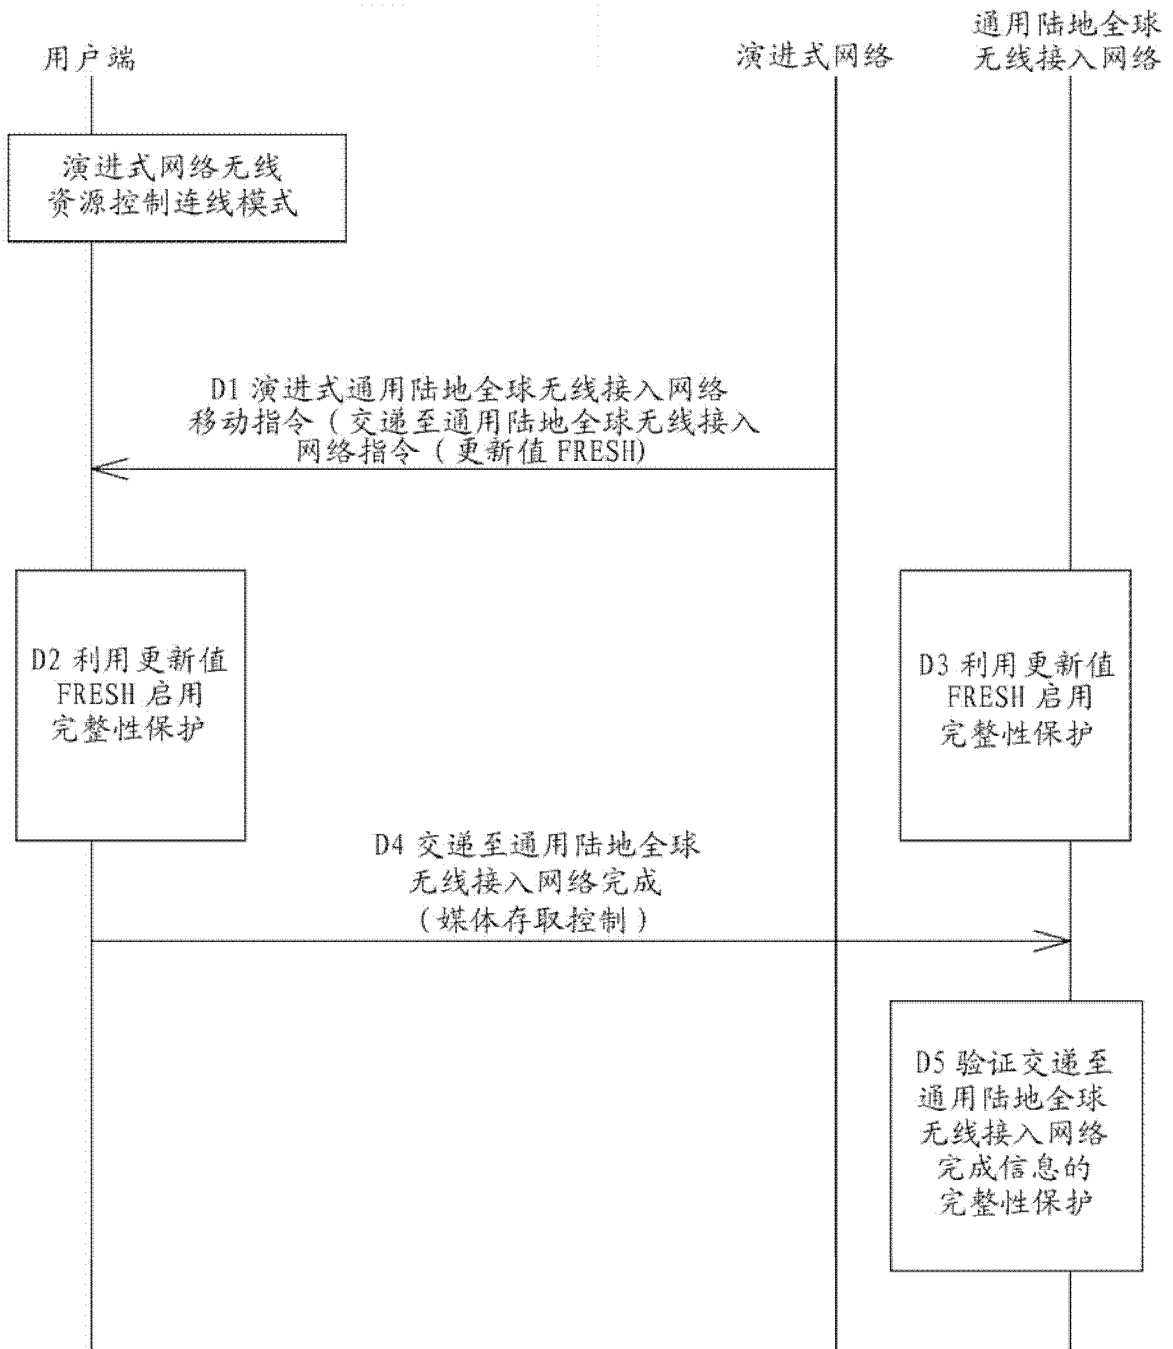 用户端
演进式网络
通用陆地全球
无线接入网络
演进式网络无线
资源控制连线模式
D1 演进式通用陆地全球无线接入网络
移动指令（交递至通用陆地全球无线接入
网络指令（更新值 FRESH)
D2 利用更新值
FRESH 启用
完整性保护
D3 利用更新值
FRESH 启用
完整性保护
D4 交递至通用陆地全球
无线接入网络完成
（媒体存取控制）
D5 验证交递至
通用陆地全球
无线接入网络
完成信息的
完整性保护